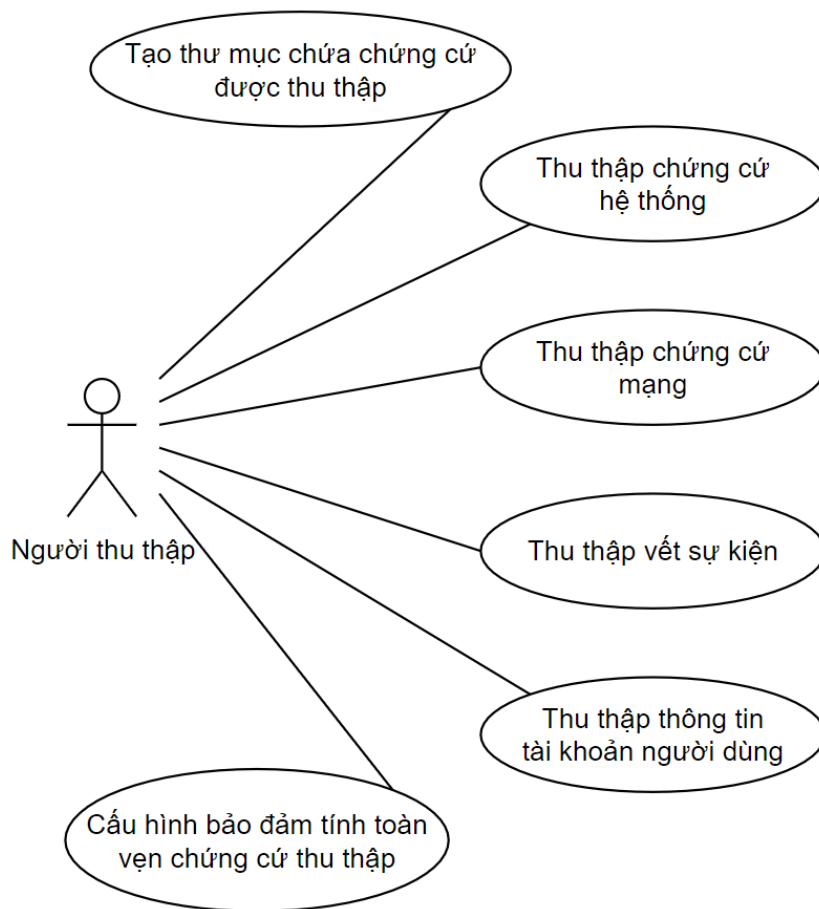 Tạo thư mục chứa chứng cứ
được thu thập
Thu thập chứng cứ
hệ thống
Thu thập chứng cứ
mạng
Người thu thập
Thu thập vết sự kiện
Thu thập thông tin
tài khoản người dùng
Cấu hình bảo đảm tính toàn
vẹn chứng cứ thu thập